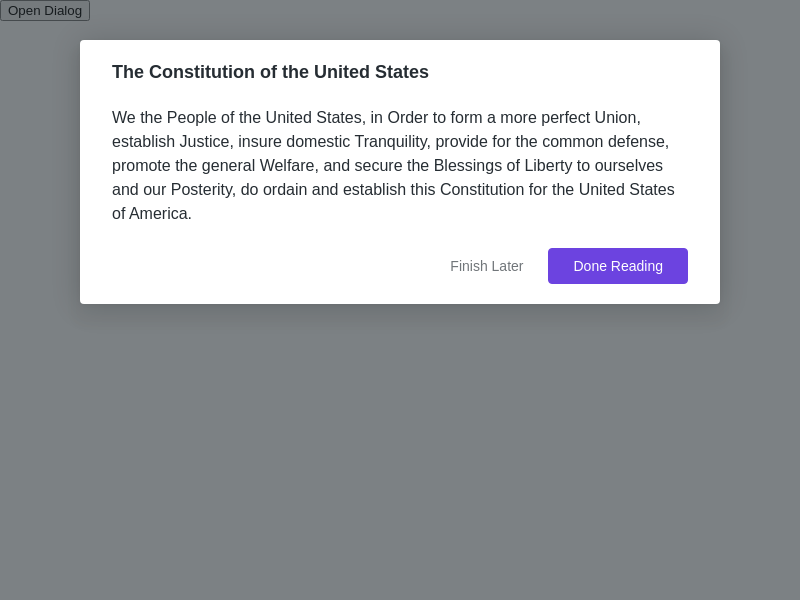 Open Dialog
The Constitution of the United States
We the People of the United States, in Order to form a more perfect Union,
establish Justice, insure domestic Tranquility, provide for the common defense,
promote the general Welfare, and secure the Blessings of Liberty to ourselves
and our Posterity, do ordain and establish this Constitution for the United States
of America.
Finish Later
Done Reading